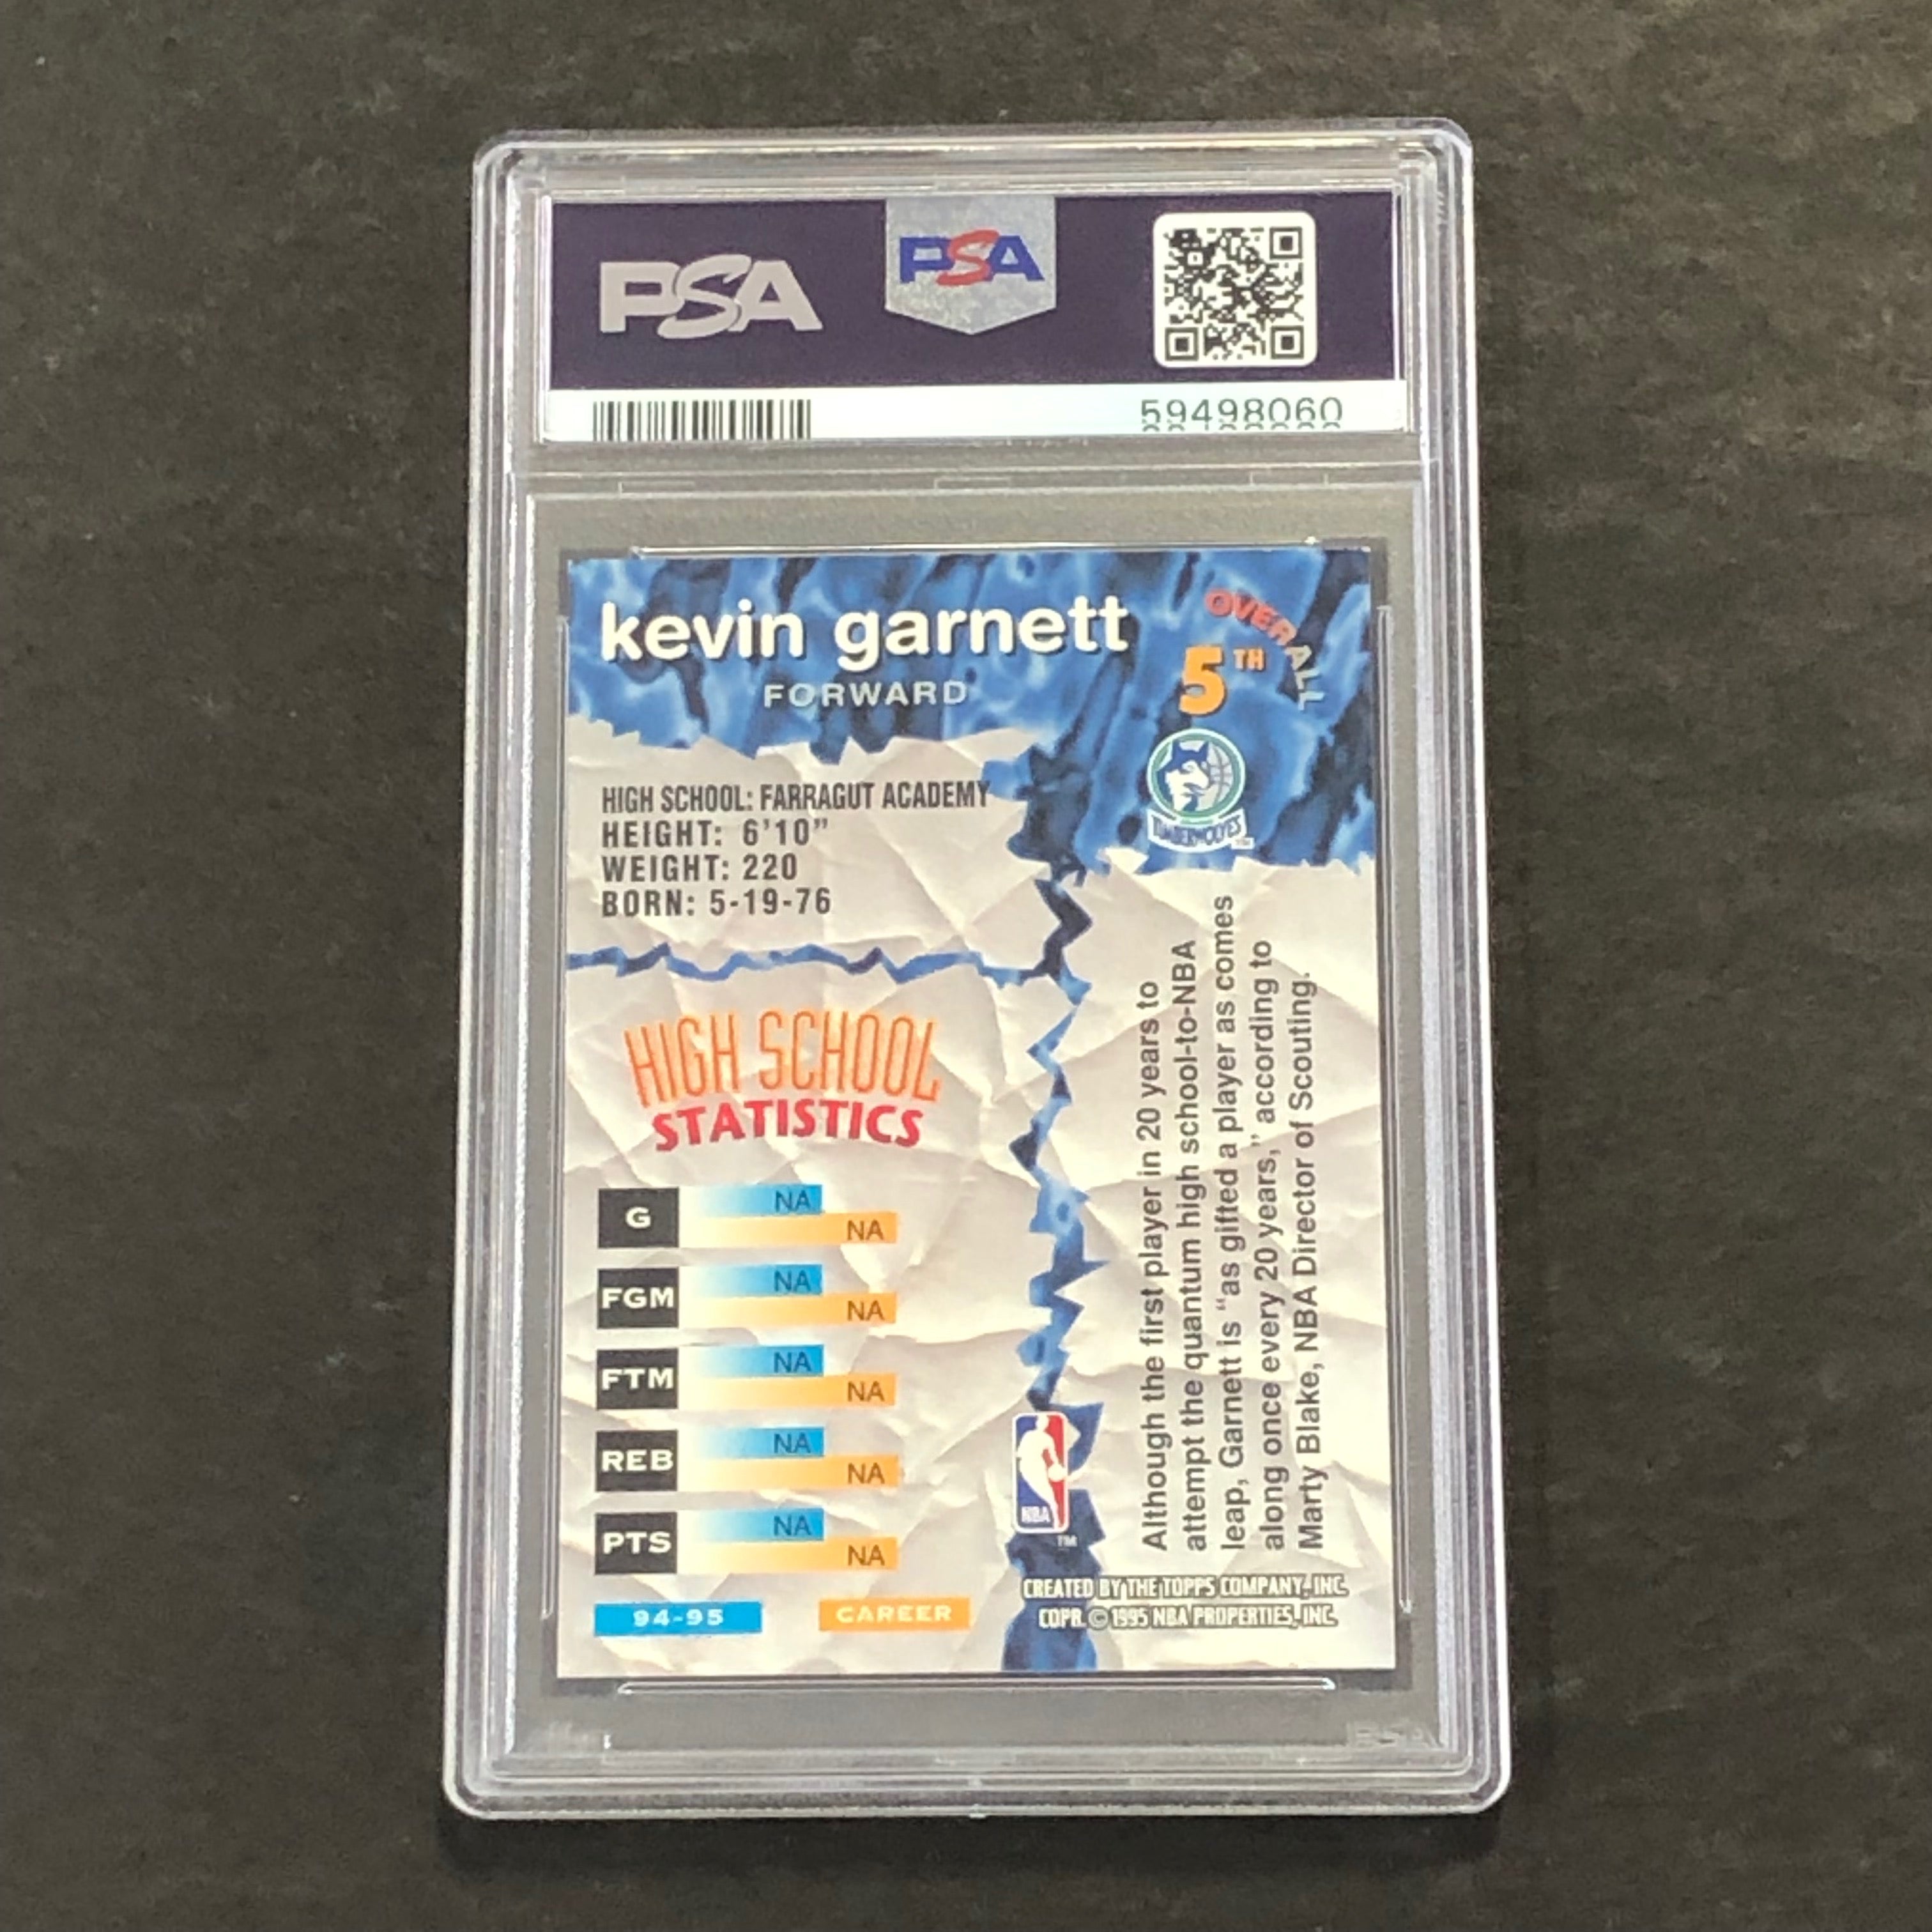 PSA
PSA
59498060
kevin garnett
FORWARD
OVERALL
5TH
TIMBERWOLVES
HIGH SCHOOL: FARRAGUT ACADEMY
HEIGHT: 6'10"
WEIGHT: 220
BORN: 5-19-76
HIGH SCHOOL
STATISTICS
G NA NA
FGM NA NA
FTM NA NA
REB NA NA
PTS NA NA
94-95 CAREER
Although the first player in 20 years to
attempt the quantum high school-to-NBA
leap, Garnett is "as gifted a player as comes
along once every 20 years," according to
Marty Blake, NBA Director of Scouting.
NBA
TM
CREATED BY THE TOPPS COMPANY, INC.
COPR. © 1995 NBA PROPERTIES, INC.
PSA